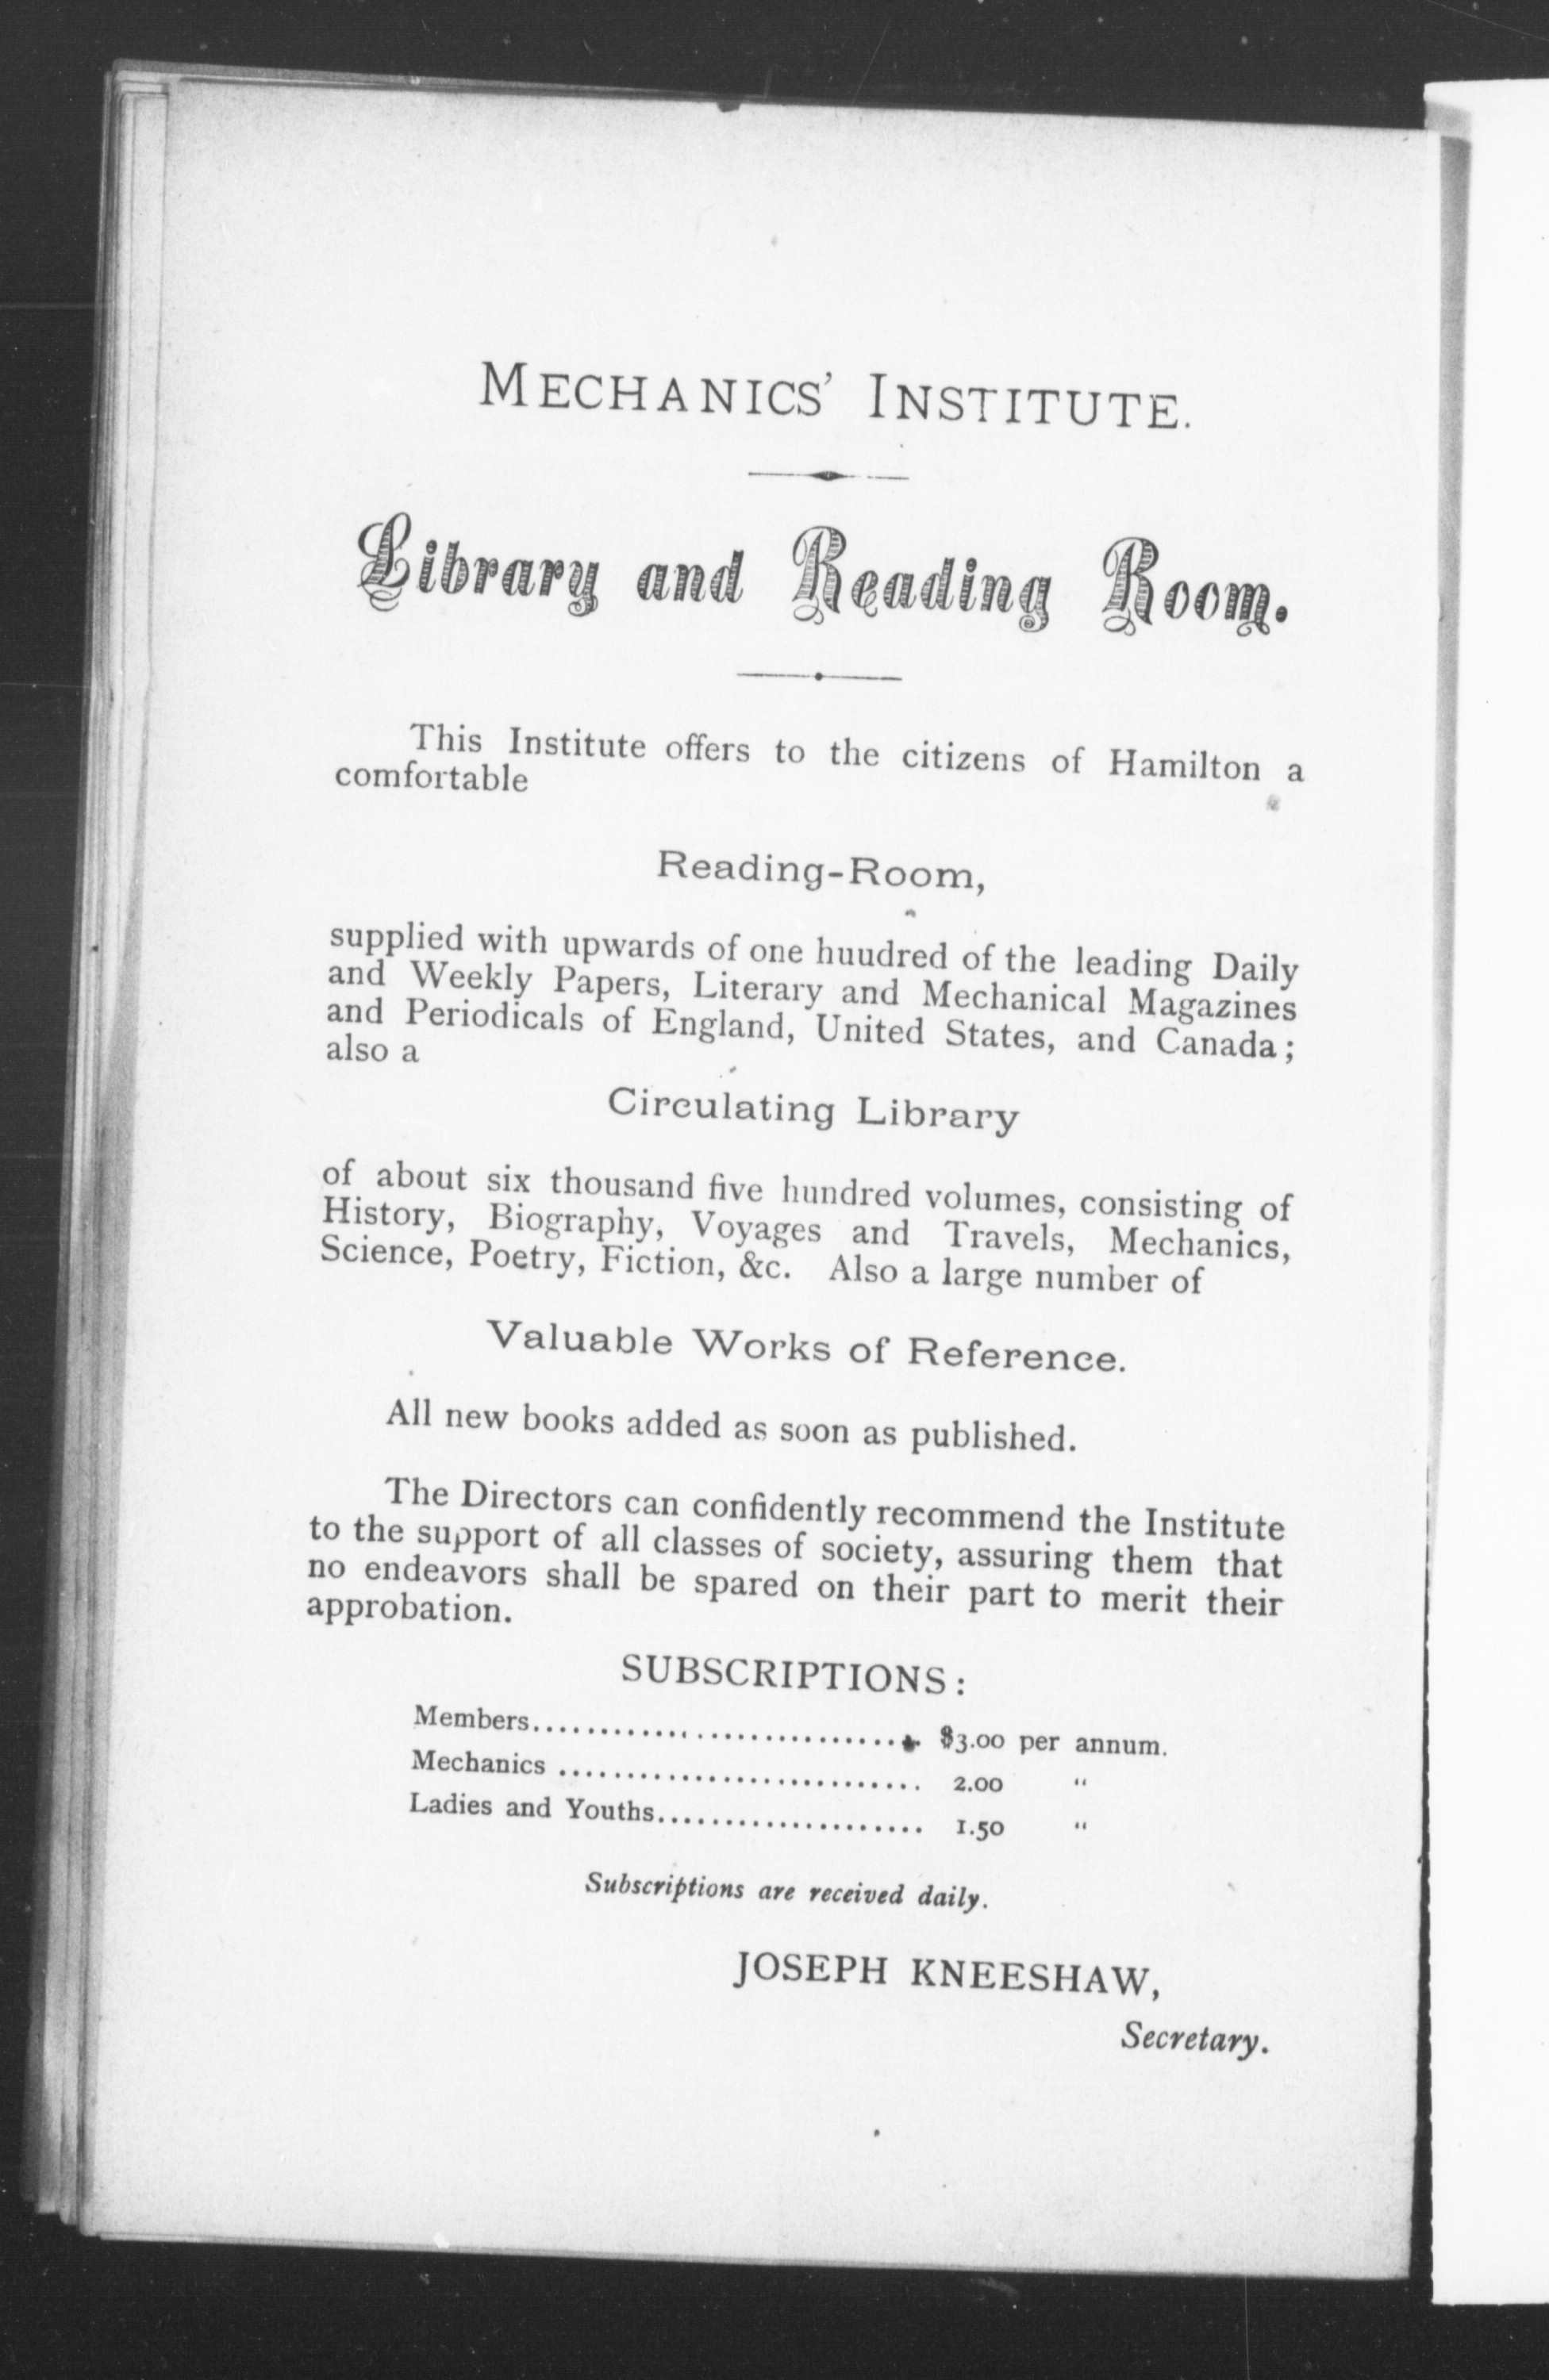 MECHANICS' INSTITUTE.
Library and Reading Room.
This Institute offers to the citizens of Hamilton a
comfortable
Reading-Room,
supplied with upwards of one huudred of the leading Daily
and Weekly Papers, Literary and Mechanical Magazines
and Periodicals of England, United States, and Canada;
also a
Circulating Library
of about six thousand five hundred volumes, consisting of
History, Biography, Voyages and Travels, Mechanics,
Science, Poetry, Fiction, &c. Also a large number of
Valuable Works of Reference.
All new books added as soon as published.
The Directors can confidently recommend the Institute
to the support of all classes of society, assuring them that
no endeavors shall be spared on their part to merit their
approbation.
SUBSCRIPTIONS:
Members............................. $3.00 per annum.
Mechanics ........................... 2.00 "
Ladies and Youths.................... 1.50 "
Subscriptions are received daily.
JOSEPH KNEESHAW,
Secretary.